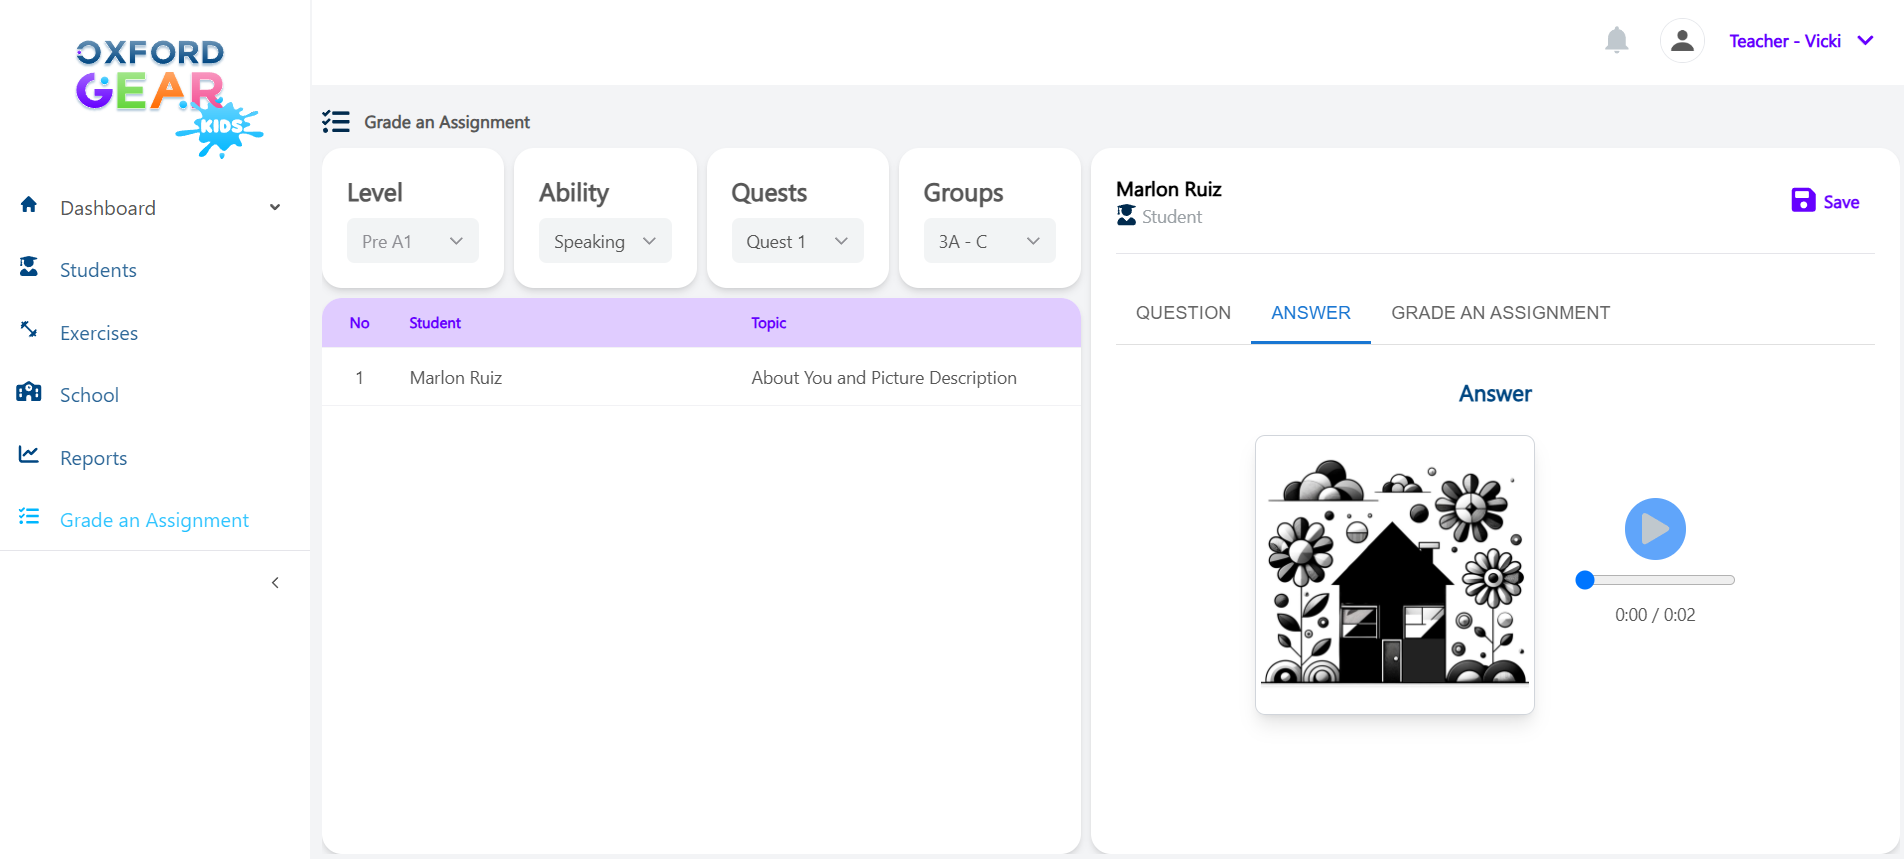 OXFORD
GEAR
KIDS
Dashboard
Students
Exercises
School
Reports
Grade an Assignment
Teacher - Vicki
Grade an Assignment
Level
Pre A1
Ability
Speaking
Quests
Quest 1
Groups
3A - C
No Student Topic
1 Marlon Ruiz About You and Picture Description
Marlon Ruiz
Student
Save
QUESTION ANSWER GRADE AN ASSIGNMENT
Answer
0:00 / 0:02